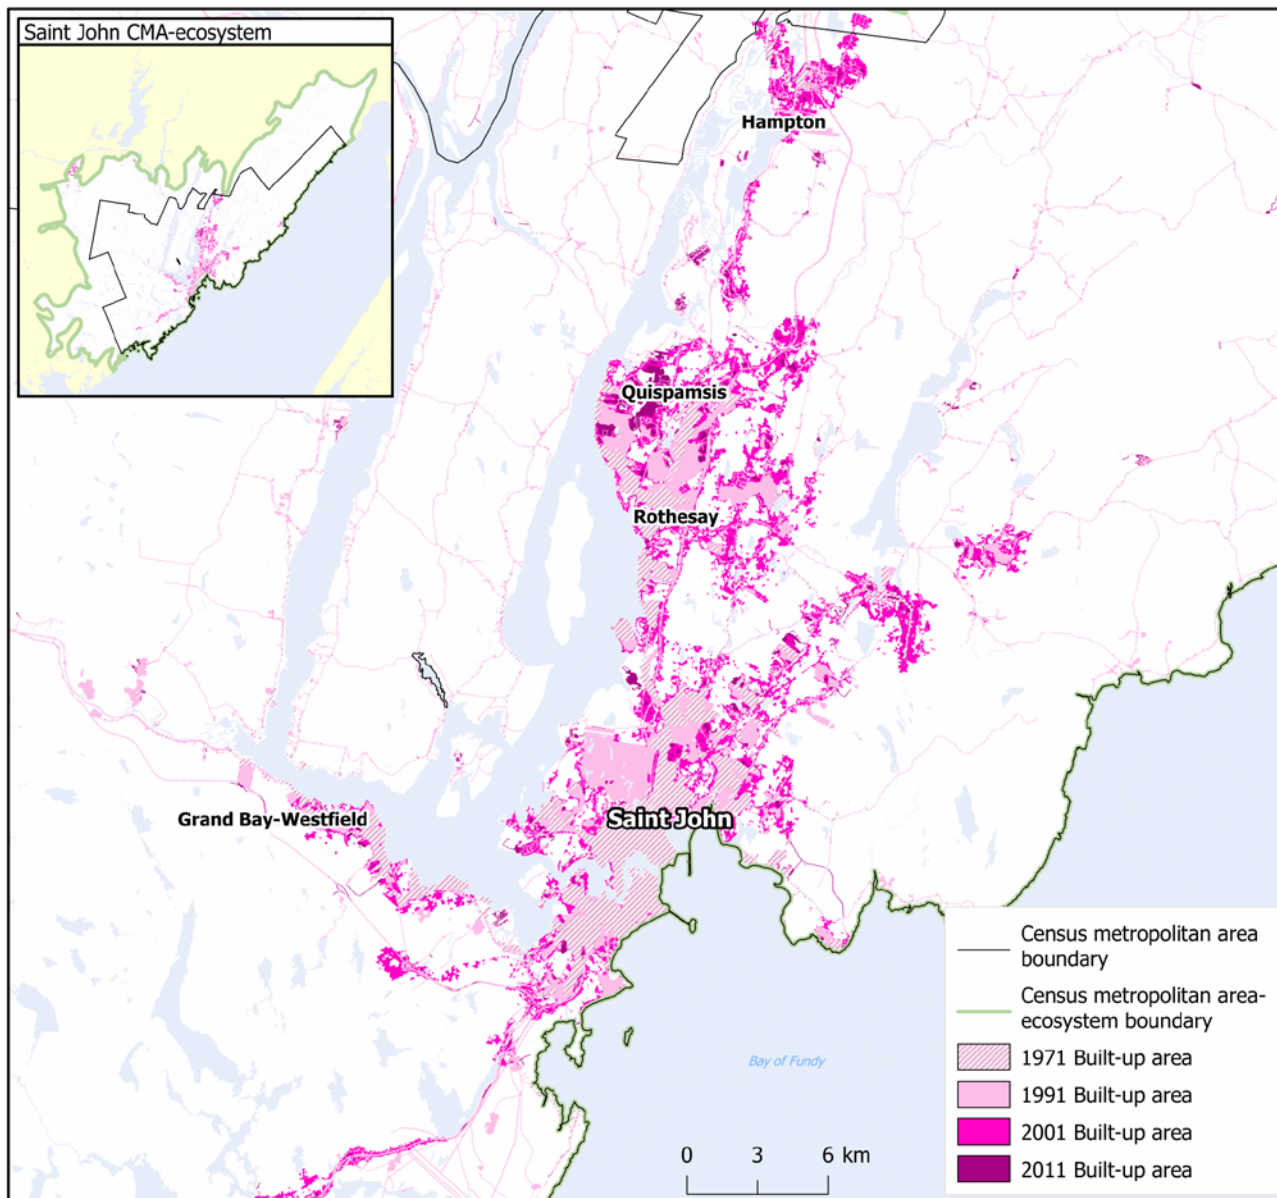 Saint John CMA-ecosystem
Hampton
Quispamsis
Rothesay
Grand Bay-Westfield
Saint John
Bay of Fundy
Census metropolitan area
boundary
Census metropolitan area-
ecosystem boundary
1971 Built-up area
1991 Built-up area
2001 Built-up area
2011 Built-up area
0 3 6 km